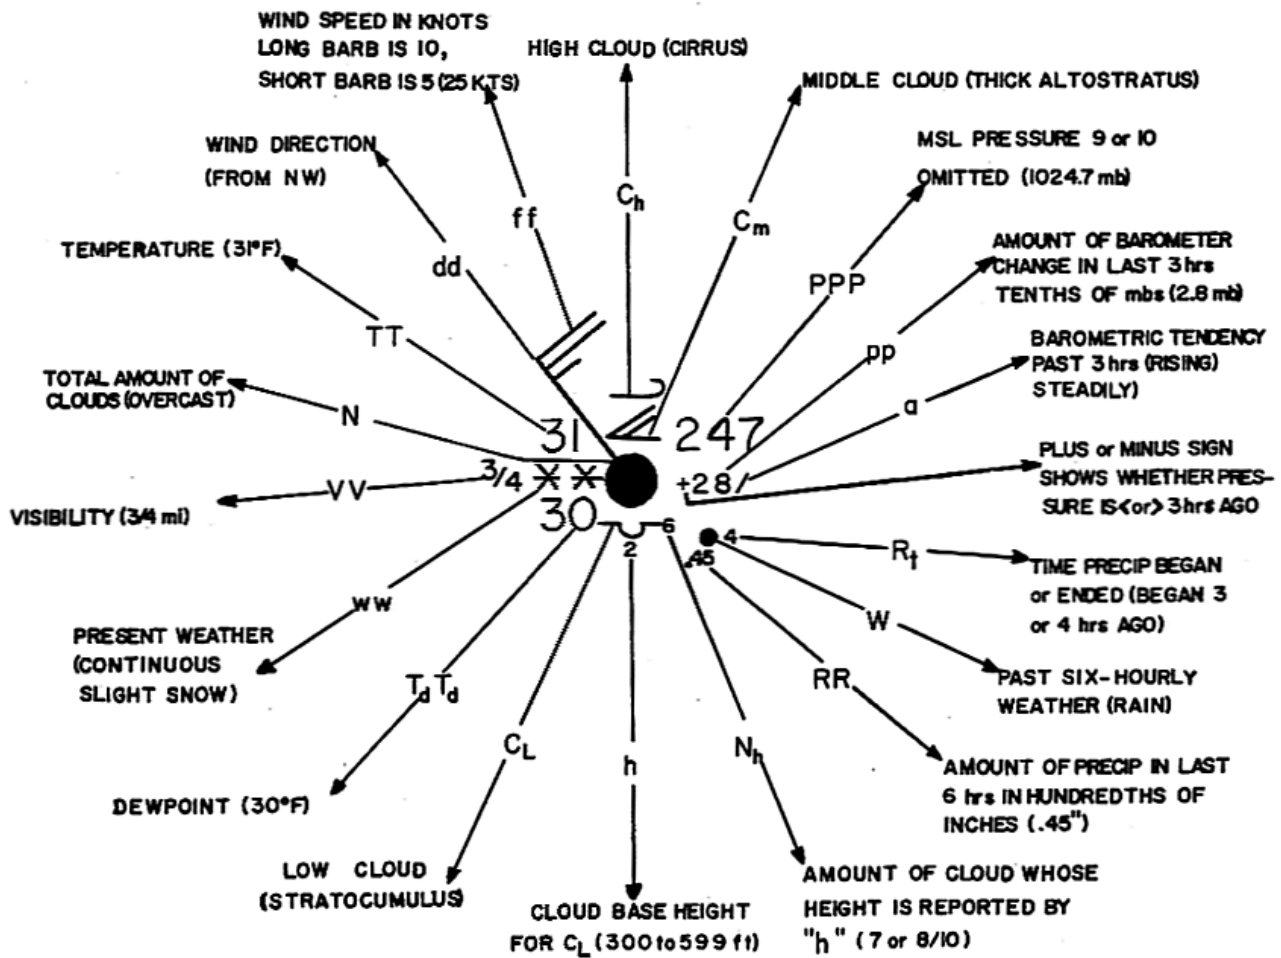 WIND SPEED IN KNOTS
LONG BARB IS 10,
SHORT BARB IS 5 (25 KTS)
HIGH CLOUD (CIRRUS)
MIDDLE CLOUD (THICK ALTOSTRATUS)
WIND DIRECTION
(FROM NW)
MSL PRESSURE 9 or 10
OMITTED (1024.7 mb)
TEMPERATURE (31°F)
AMOUNT OF BAROMETER
CHANGE IN LAST 3 hrs
TENTHS OF mbs (2.8 mb)
TOTAL AMOUNT OF
CLOUDS (OVERCAST)
BAROMETRIC TENDENCY
PAST 3 hrs (RISING)
STEADILY)
VISIBILITY (3/4 mi)
PLUS or MINUS SIGN
SHOWS WHETHER PRES-
SURE IS < or > 3 hrs AGO
PRESENT WEATHER
(CONTINUOUS
SLIGHT SNOW)
TIME PRECIP BEGAN
or ENDED (BEGAN 3
or 4 hrs AGO)
PAST SIX-HOURLY
WEATHER (RAIN)
DEWPOINT (30°F)
AMOUNT OF PRECIP IN LAST
6 hrs IN HUNDREDTHS OF
INCHES (.45")
LOW CLOUD
(STRATOCUMULUS)
CLOUD BASE HEIGHT
FOR CL (300 to 599 ft)
AMOUNT OF CLOUD WHOSE
HEIGHT IS REPORTED BY
"h" (7 or 8/10)
ff
Ch
Cm
dd
PPP
TT
pp
a
N
VV
ww
Td Td
CL
h
Nh
RR
W
Rt
31
247
3/4
+28/
30
6
2
4
.45